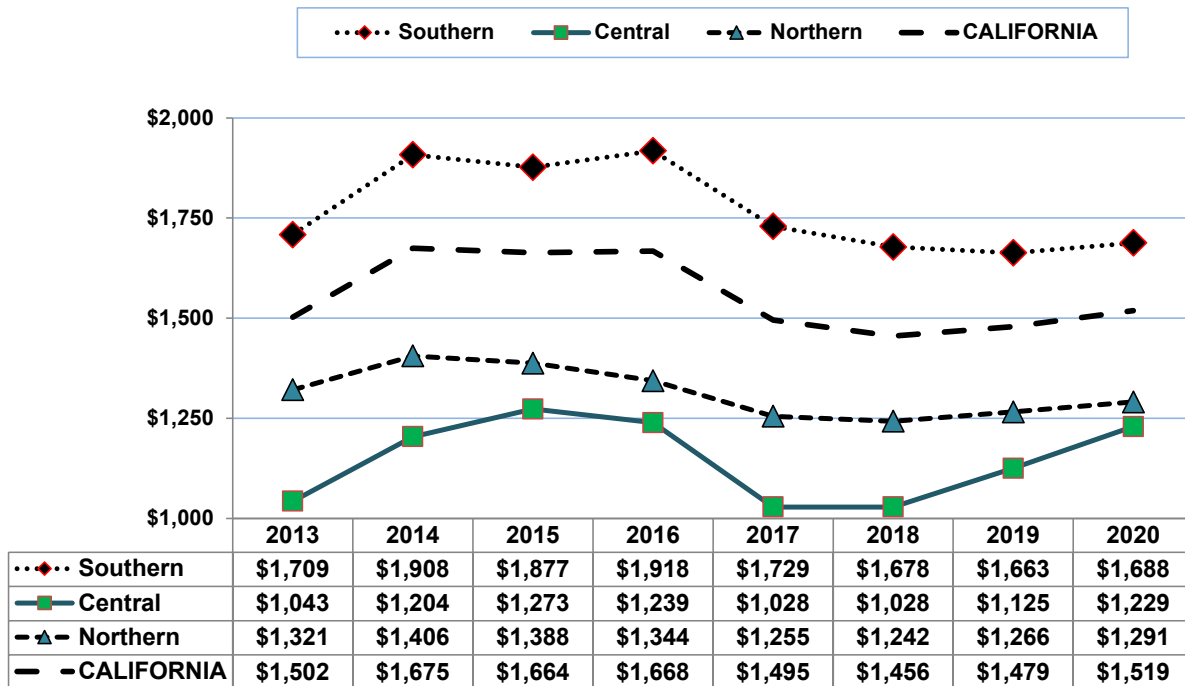 Southern Central Northern CALIFORNIA
$2,000
$1,750
$1,500
$1,250
$1,000
2013 2014 2015 2016 2017 2018 2019 2020
Southern $1,709 $1,908 $1,877 $1,918 $1,729 $1,678 $1,663 $1,688
Central $1,043 $1,204 $1,273 $1,239 $1,028 $1,028 $1,125 $1,229
Northern $1,321 $1,406 $1,388 $1,344 $1,255 $1,242 $1,266 $1,291
CALIFORNIA $1,502 $1,675 $1,664 $1,668 $1,495 $1,456 $1,479 $1,519